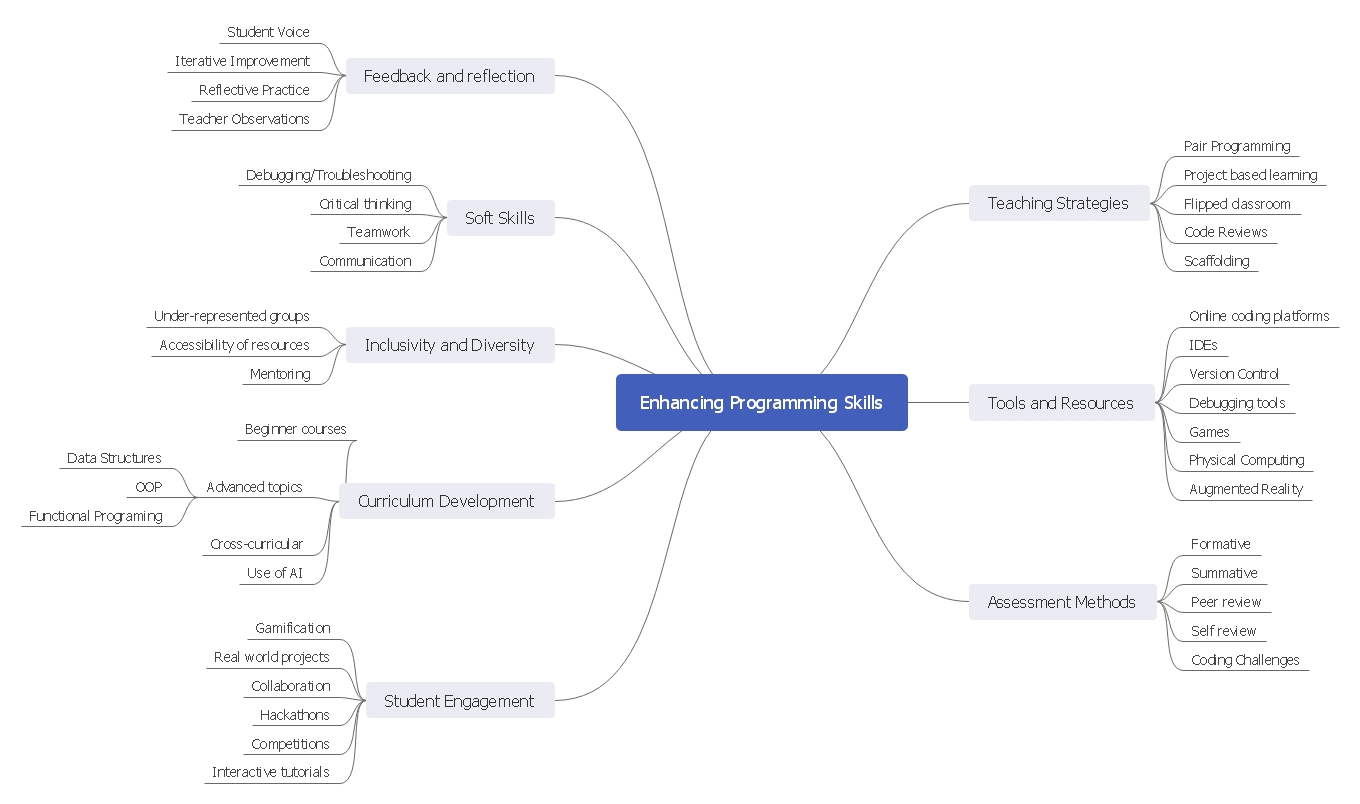 Enhancing Programming Skills
Feedback and reflection
Student Voice
Iterative Improvement
Reflective Practice
Teacher Observations
Soft Skills
Debugging/Troubleshooting
Critical thinking
Teamwork
Communication
Inclusivity and Diversity
Under-represented groups
Accessibility of resources
Mentoring
Curriculum Development
Beginner courses
Advanced topics
Data Structures
OOP
Functional Programing
Cross-curricular
Use of AI
Student Engagement
Gamification
Real world projects
Collaboration
Hackathons
Competitions
Interactive tutorials
Teaching Strategies
Pair Programming
Project based learning
Flipped classroom
Code Reviews
Scaffolding
Tools and Resources
Online coding platforms
IDEs
Version Control
Debugging tools
Games
Physical Computing
Augmented Reality
Assessment Methods
Formative
Summative
Peer review
Self review
Coding Challenges